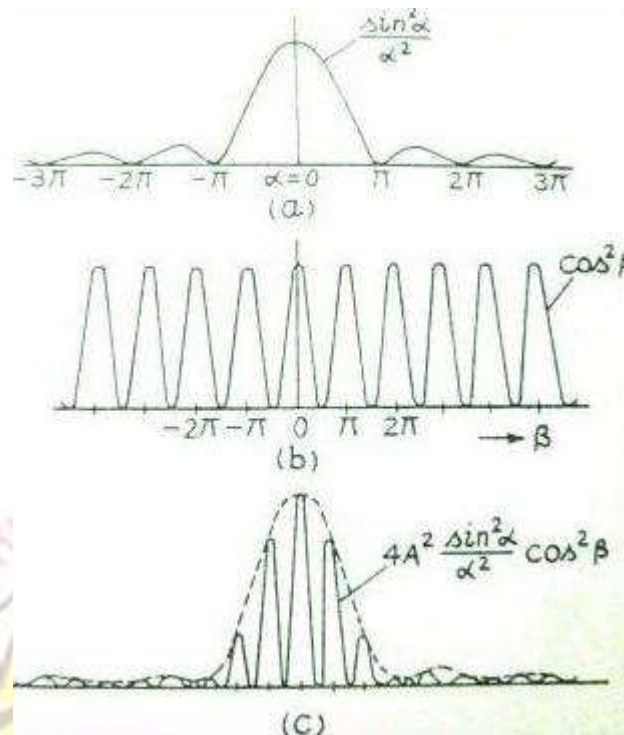 sin²α
α²
-3π -2π -π α=0 π 2π 3π
(a)
cos²β
-2π -π 0 π 2π → β
(b)
4A² sin²α/α² cos²β
(C)